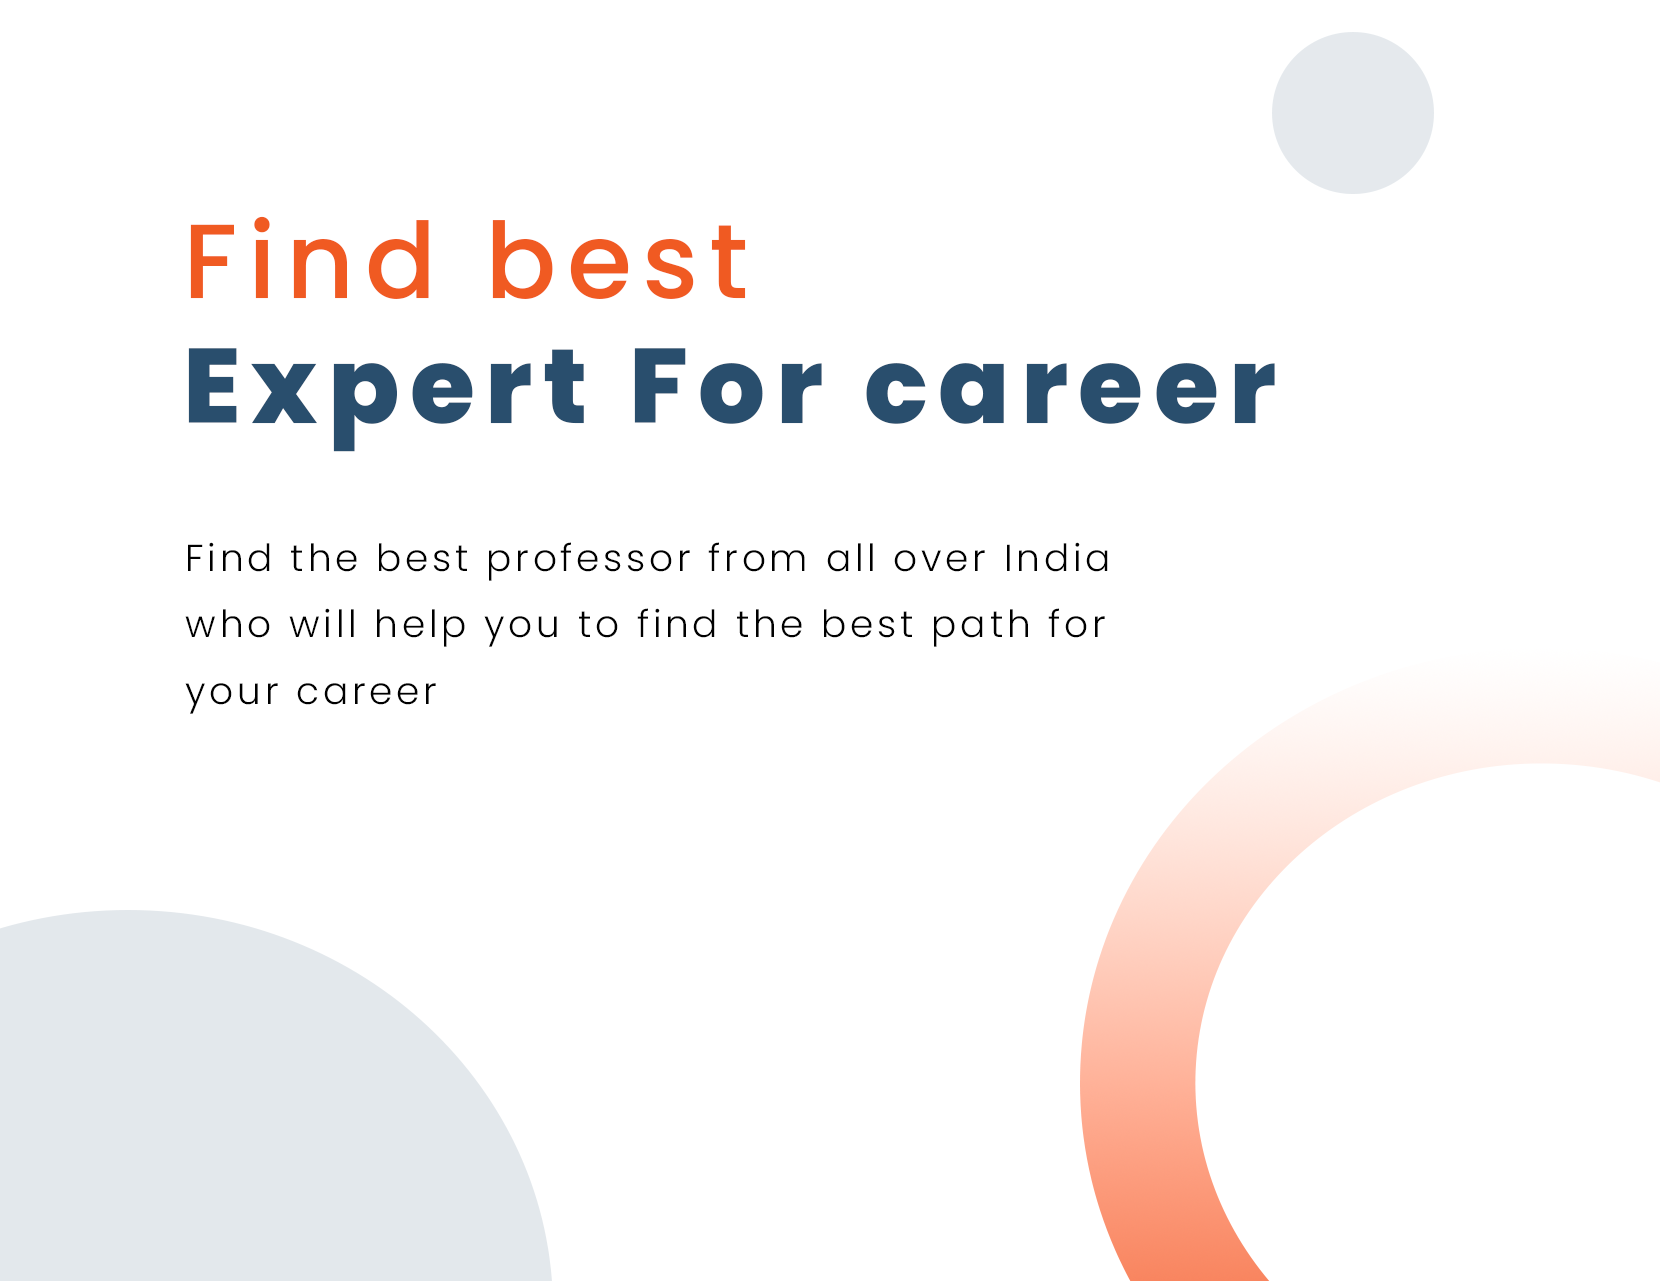 Find best
Expert For career
Find the best professor from all over India
who will help you to find the best path for
your career